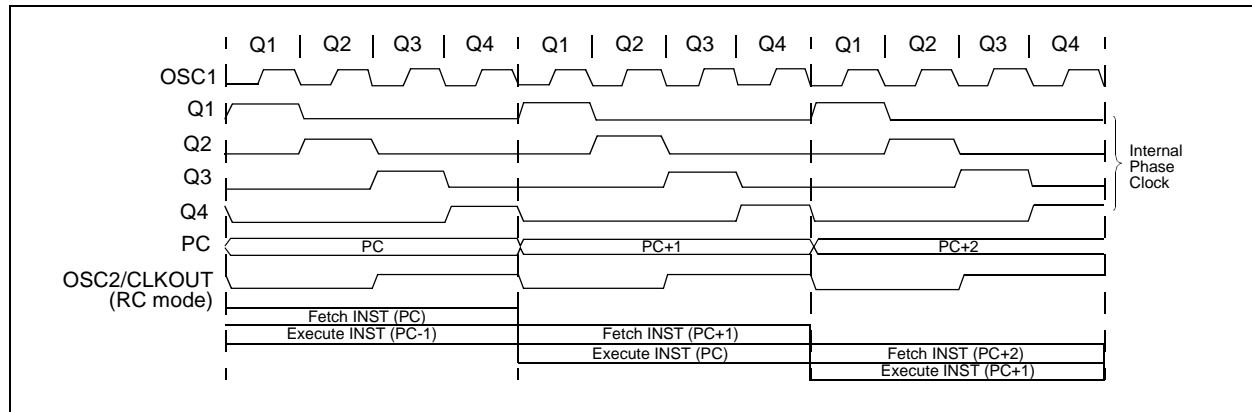 Q1 Q2 Q3 Q4 Q1 Q2 Q3 Q4 Q1 Q2 Q3 Q4
OSC1
Q1
Q2
Q3
Q4
Internal
Phase
Clock
PC PC PC+1 PC+2
OSC2/CLKOUT
(RC mode)
Fetch INST (PC)
Execute INST (PC-1) Fetch INST (PC+1)
Execute INST (PC) Fetch INST (PC+2)
Execute INST (PC+1)